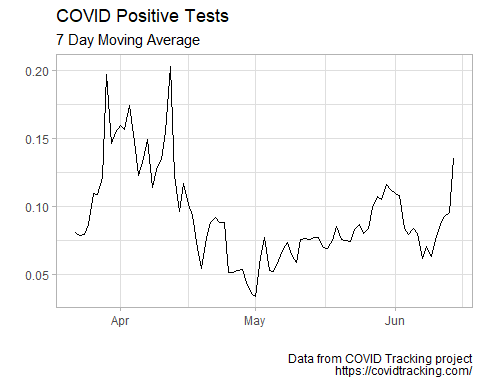 COVID Positive Tests
7 Day Moving Average
0.20
0.15
0.10
0.05
Apr May Jun
Data from COVID Tracking project
https://covidtracking.com/